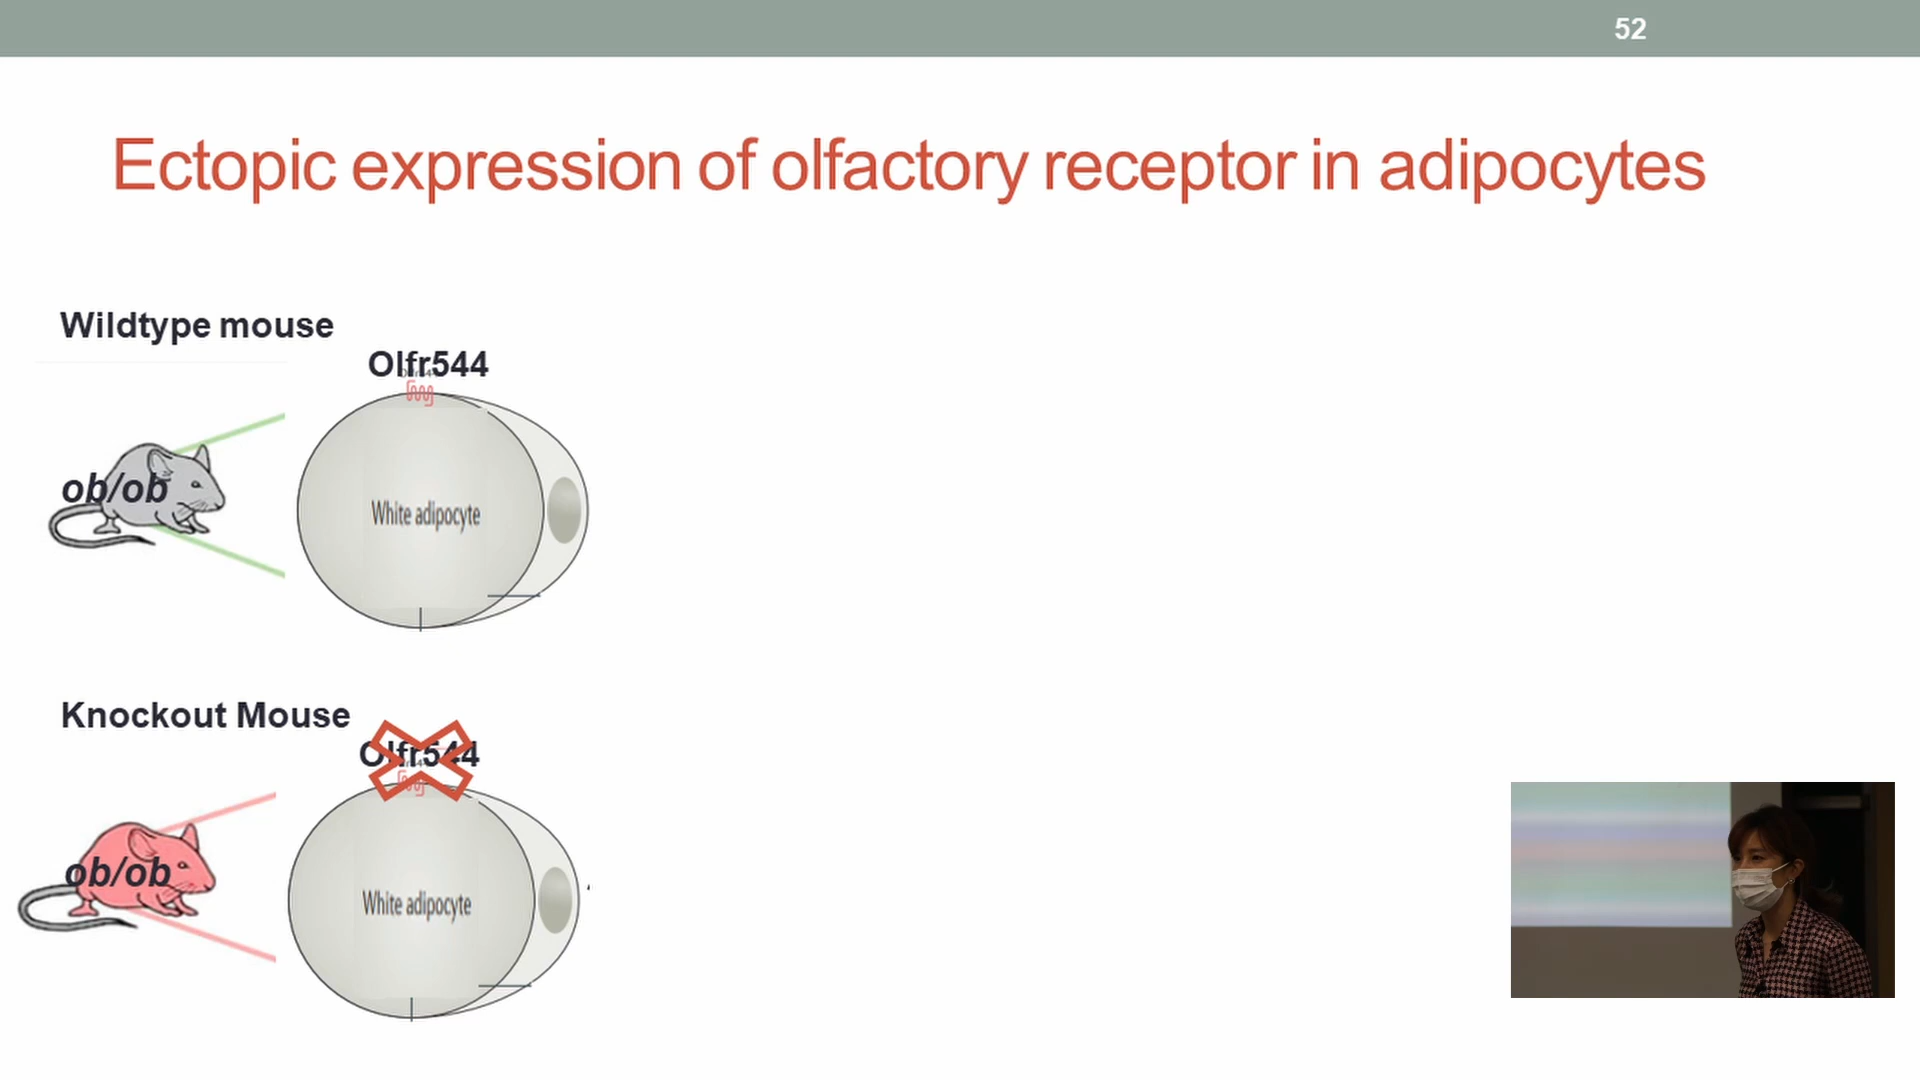 52
Ectopic expression of olfactory receptor in adipocytes
Wildtype mouse
Olfr544
ob/ob
White adipocyte
Knockout Mouse
Olfr544
ob/ob
White adipocyte